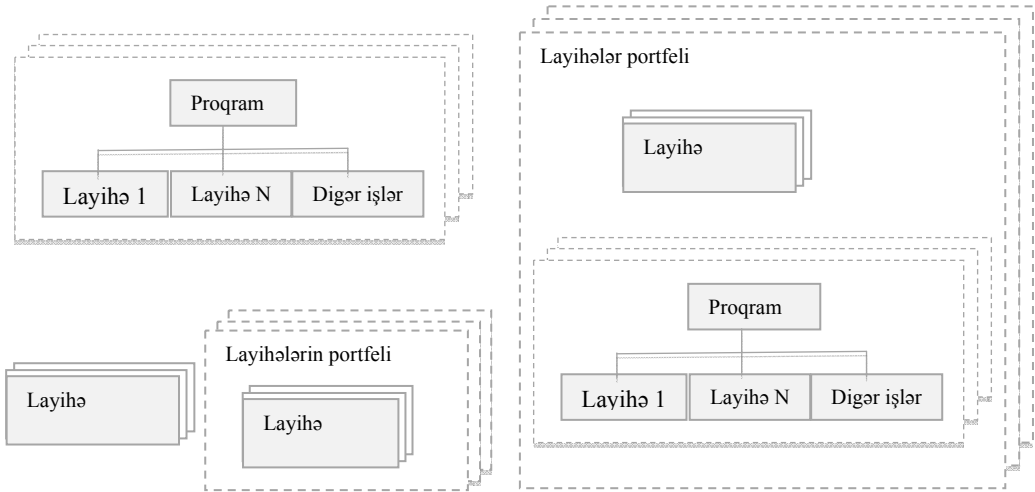 Proqram
Layihə 1
Layihə N
Digər işlər
Layihə
Layihələrin portfeli
Layihə
Layihələr portfeli
Layihə
Proqram
Layihə 1
Layihə N
Digər işlər